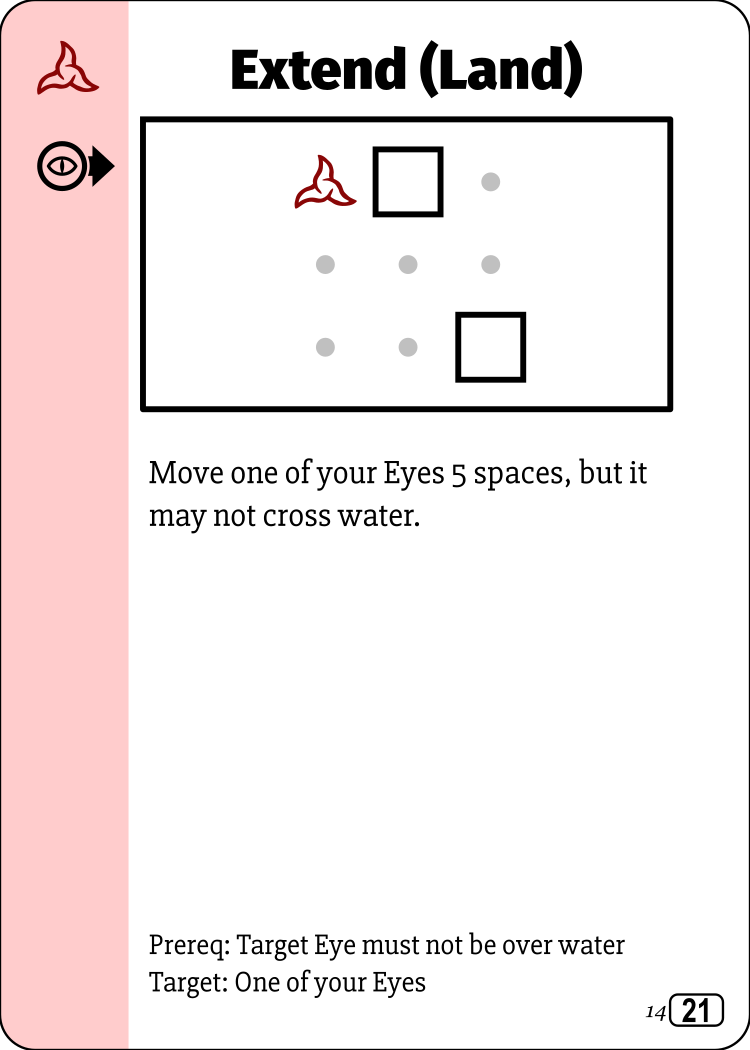 Extend (Land)
Move one of your Eyes 5 spaces, but it
may not cross water.
Prereq: Target Eye must not be over water
Target: One of your Eyes
14 21